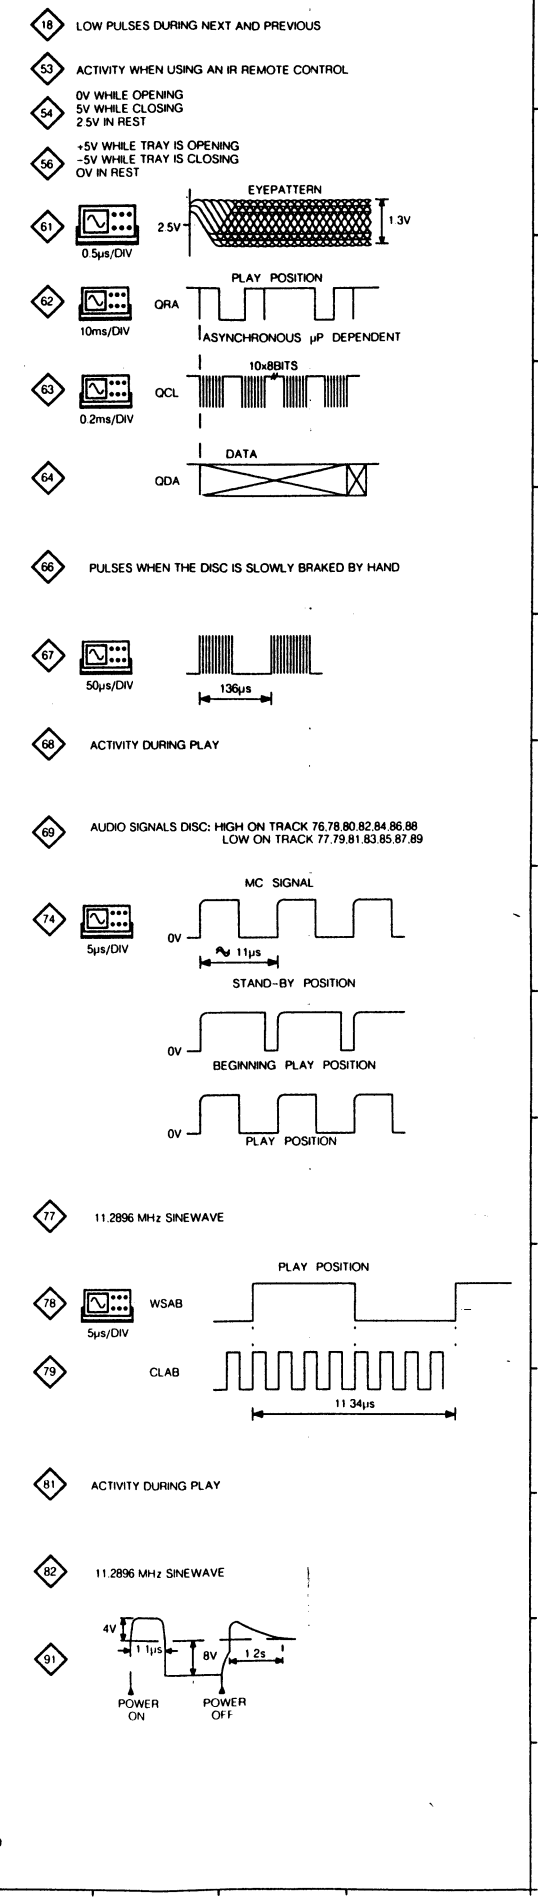 18 LOW PULSES DURING NEXT AND PREVIOUS
53 ACTIVITY WHEN USING AN IR REMOTE CONTROL
54
0V WHILE OPENING
5V WHILE CLOSING
2.5V IN REST
56
+5V WHILE TRAY IS OPENING
-5V WHILE TRAY IS CLOSING
0V IN REST
EYEPATTERN
61 2.5V 1.3V
0.5µs/DIV
PLAY POSITION
62 QRA
10ms/DIV
ASYNCHRONOUS µP DEPENDENT
10x8BITS
63 QCL
0.2ms/DIV
DATA
64 QDA
66 PULSES WHEN THE DISC IS SLOWLY BRAKED BY HAND
67
50µs/DIV
136µs
68 ACTIVITY DURING PLAY
69 AUDIO SIGNALS DISC: HIGH ON TRACK 76,78,80,82,84,86,88
LOW ON TRACK 77,79,81,83,85,87,89
MC SIGNAL
74
0V
5µs/DIV
∿ 11µs
STAND-BY POSITION
0V
BEGINNING PLAY POSITION
0V
PLAY POSITION
77 11.2896 MHz SINEWAVE
PLAY POSITION
78 WSAB
5µs/DIV
79 CLAB
11.34µs
81 ACTIVITY DURING PLAY
82 11.2896 MHz SINEWAVE
4V
91 1.1µs 8V 1.2s
POWER ON
POWER OFF